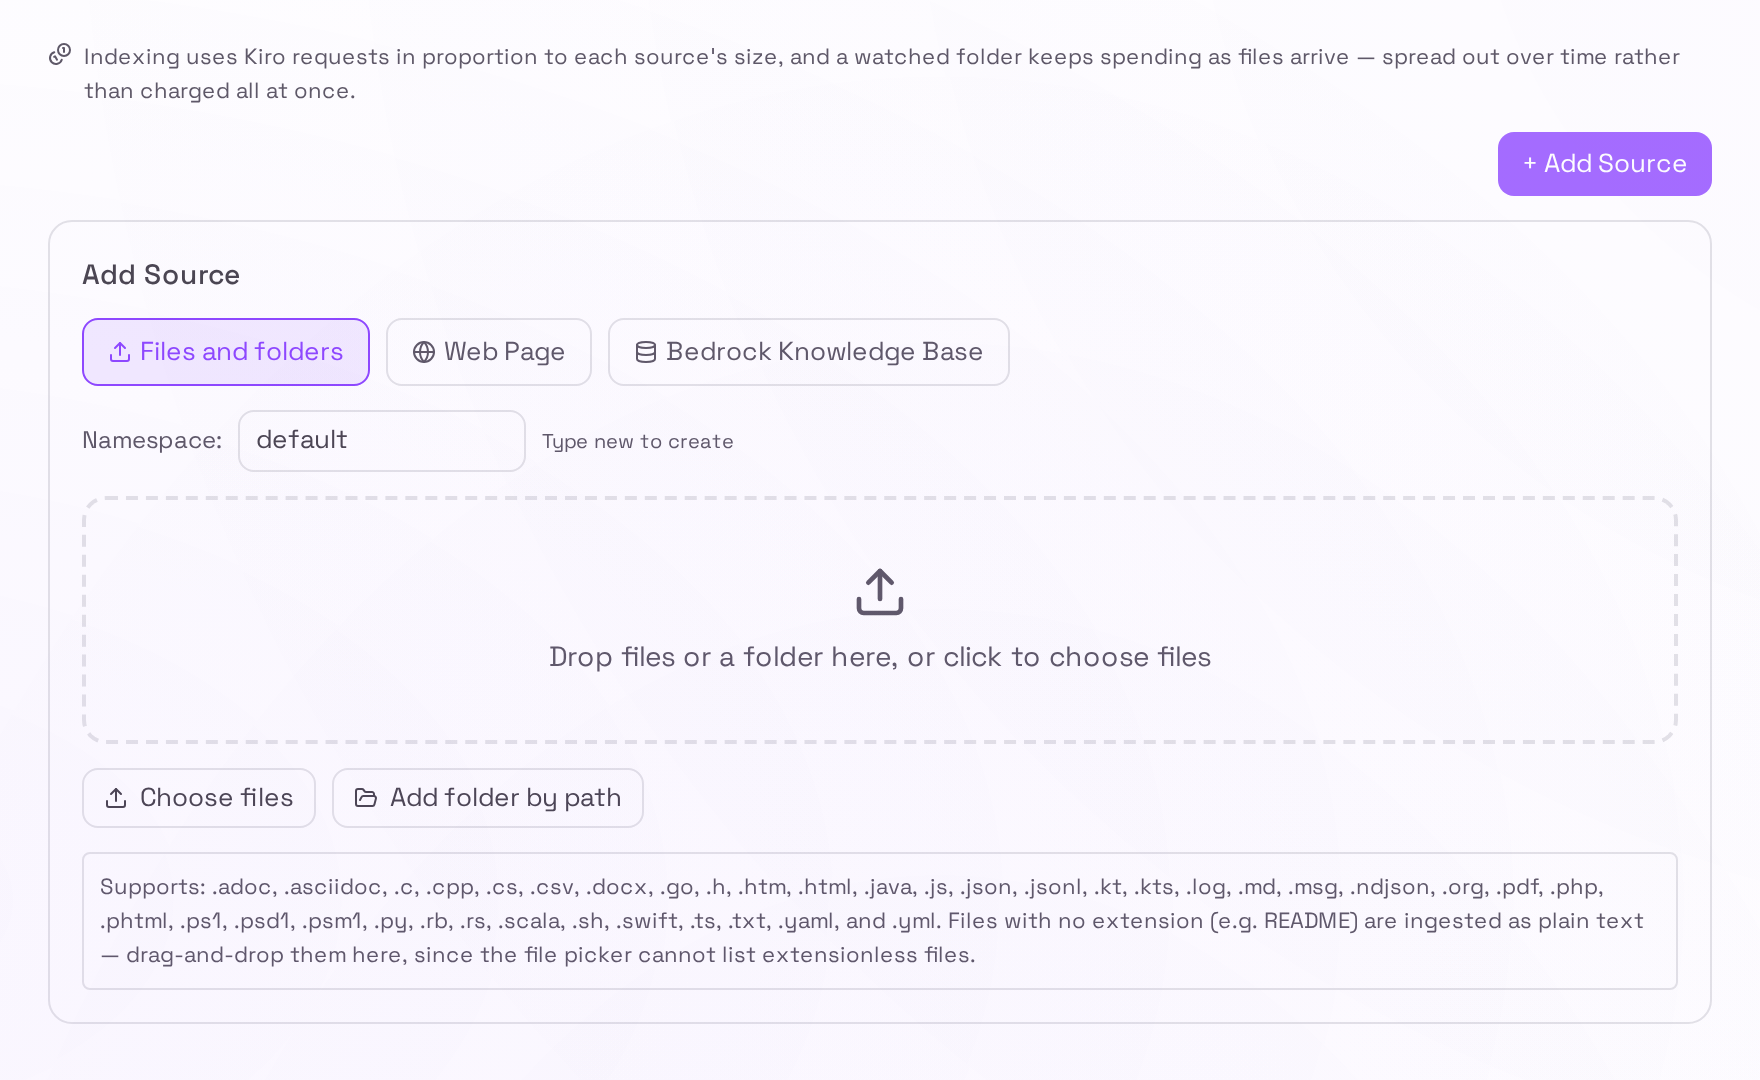 Indexing uses Kiro requests in proportion to each source's size, and a watched folder keeps spending as files arrive — spread out over time rather
than charged all at once.
+ Add Source
Add Source
Files and folders
Web Page
Bedrock Knowledge Base
Namespace:
default
Type new to create
Drop files or a folder here, or click to choose files
Choose files
Add folder by path
Supports: .adoc, .asciidoc, .c, .cpp, .cs, .csv, .docx, .go, .h, .htm, .html, .java, .js, .json, .jsonl, .kt, .kts, .log, .md, .msg, .ndjson, .org, .pdf, .php,
.phtml, .ps1, .psd1, .psm1, .py, .rb, .rs, .scala, .sh, .swift, .ts, .txt, .yaml, and .yml. Files with no extension (e.g. README) are ingested as plain text
— drag-and-drop them here, since the file picker cannot list extensionless files.